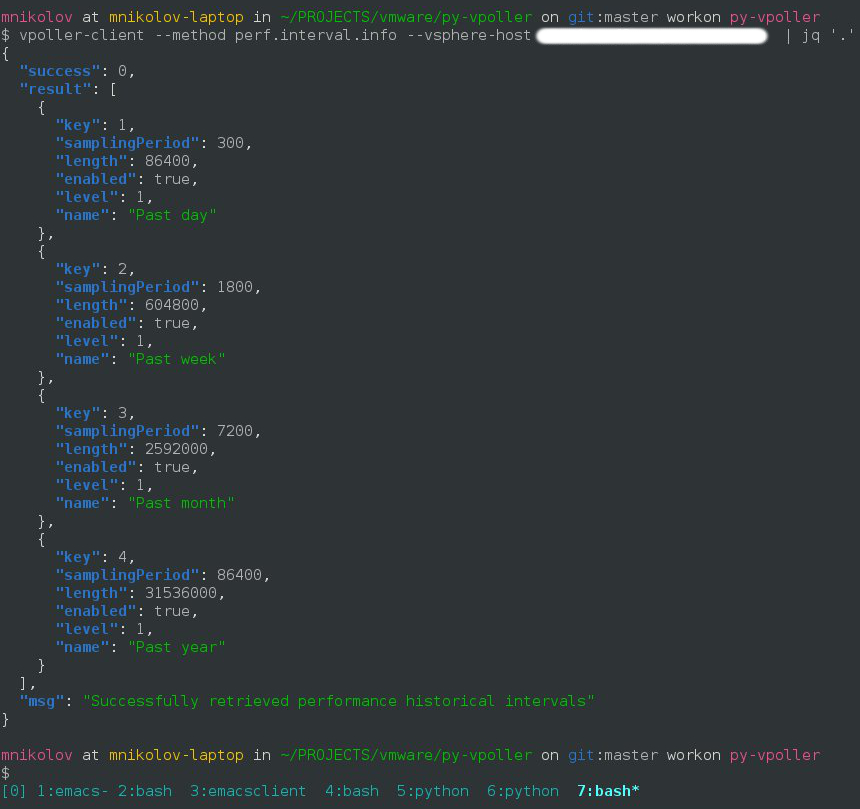 mnikolov at mnikolov-laptop in ~/PROJECTS/vmware/py-vpoller on git:master workon py-vpoller
$ vpoller-client --method perf.interval.info --vsphere-host | jq '.'
{
  "success": 0,
  "result": [
    {
      "key": 1,
      "samplingPeriod": 300,
      "length": 86400,
      "enabled": true,
      "level": 1,
      "name": "Past day"
    },
    {
      "key": 2,
      "samplingPeriod": 1800,
      "length": 604800,
      "enabled": true,
      "level": 1,
      "name": "Past week"
    },
    {
      "key": 3,
      "samplingPeriod": 7200,
      "length": 2592000,
      "enabled": true,
      "level": 1,
      "name": "Past month"
    },
    {
      "key": 4,
      "samplingPeriod": 86400,
      "length": 31536000,
      "enabled": true,
      "level": 1,
      "name": "Past year"
    }
  ],
  "msg": "Successfully retrieved performance historical intervals"
}
mnikolov at mnikolov-laptop in ~/PROJECTS/vmware/py-vpoller on git:master workon py-vpoller
$
[0] 1:emacs- 2:bash  3:emacsclient  4:bash  5:python  6:python  7:bash*